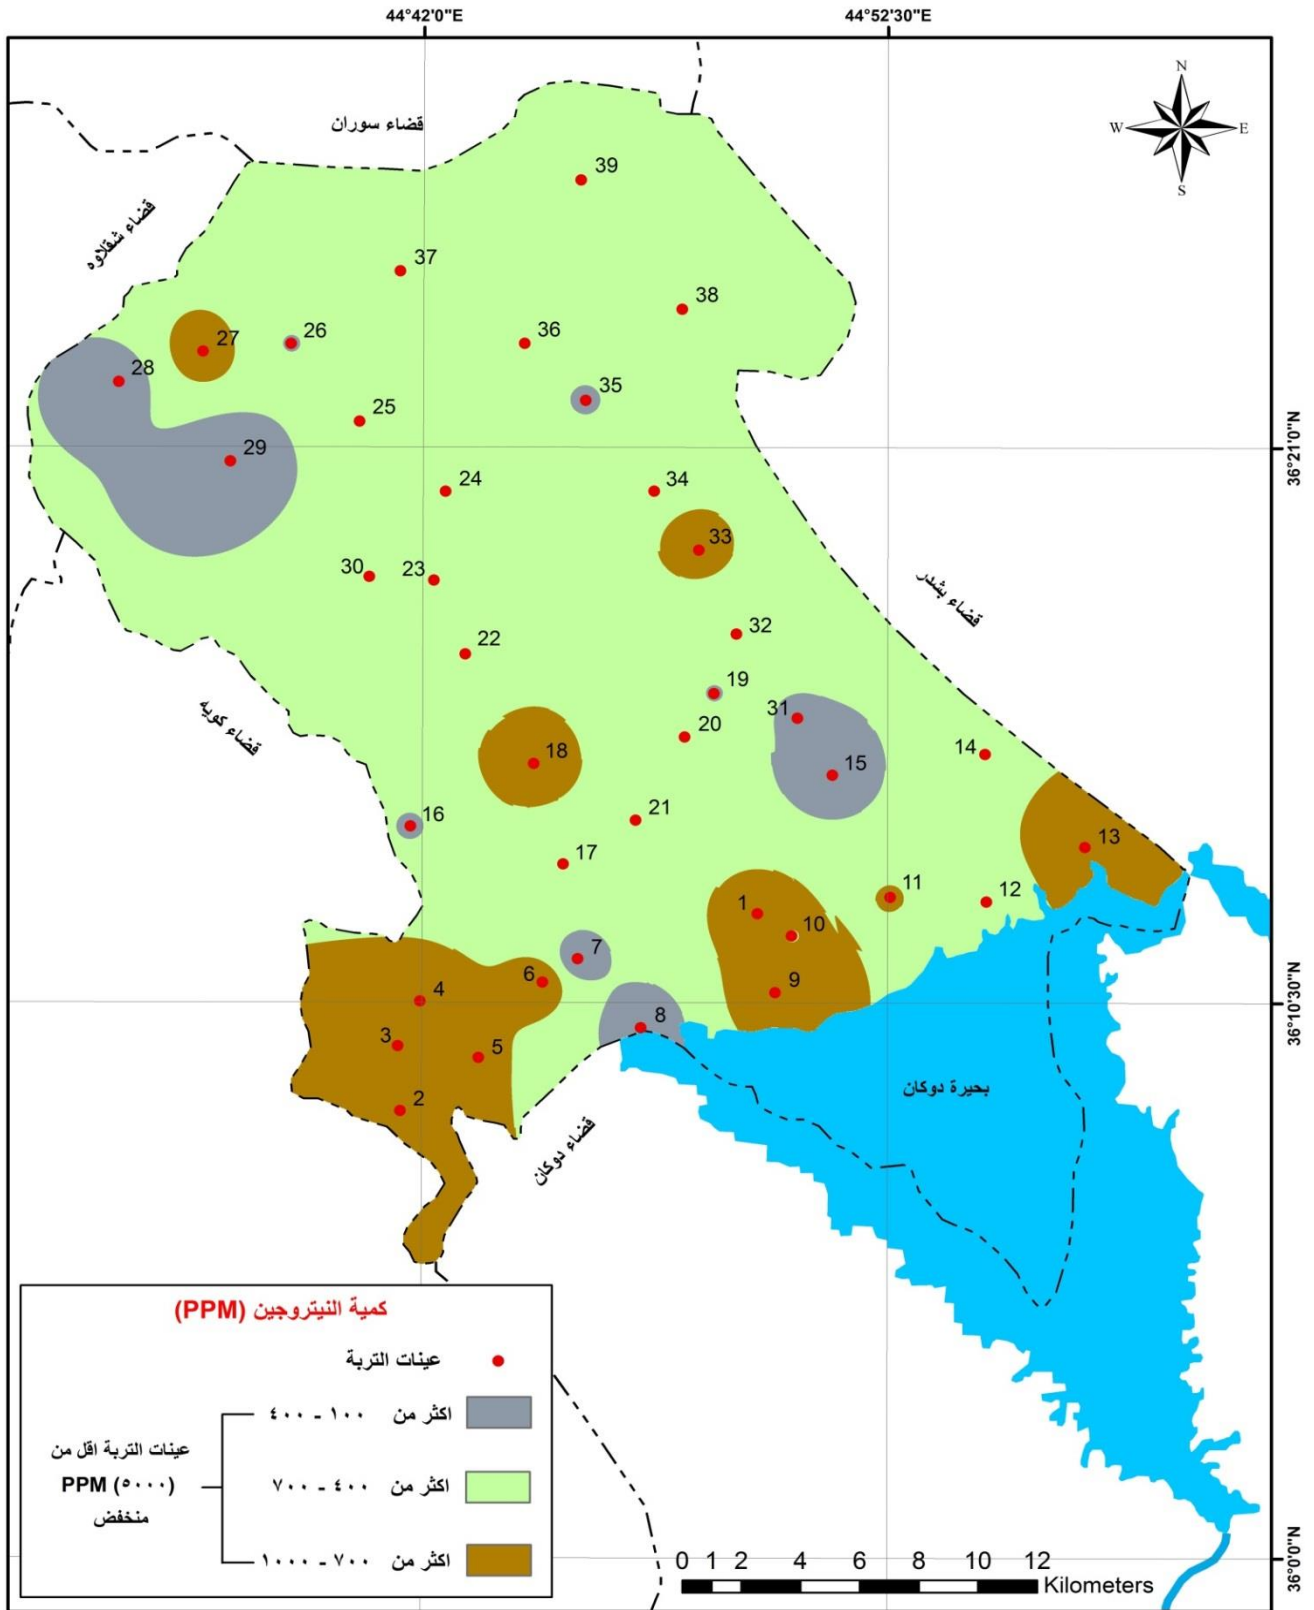 44°42'0"E
44°52'30"E
N
W
E
S
قضاء سوران
39
قضاء شقلاوه
37
38
27
26
36
28
35
25
29
36°21'0"N
24
34
33
30
23
قضاء بشدر
32
22
19
قضاء كويه
31
20
14
18
15
16
21
13
17
11
12
1
10
7
6
9
4
36°10'30"N
8
3
5
بحيرة دوكان
2
قضاء دوكان
كمية النيتروجين (PPM)
عينات التربة
اكثر من ١٠٠ - ٤٠٠
عينات التربة اقل من
PPM (٥٠٠٠)
منخفض
اكثر من ٤٠٠ - ٧٠٠
اكثر من ٧٠٠ - ١٠٠٠
0 1 2 4 6 8 10 12
Kilometers
36°0'0"N